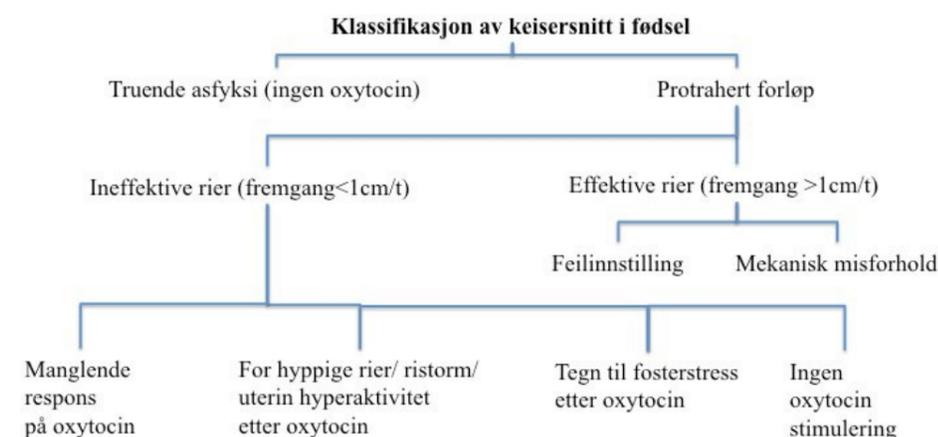 Klassifikasjon av keisersnitt i fødsel
Truende asfyksi (ingen oxytocin)
Protrahert forløp
Ineffektive rier (fremgang<1cm/t)
Effektive rier (fremgang >1cm/t)
Feilinnstilling
Mekanisk misforhold
Manglende
respons
på oxytocin
For hyppige rier/ ristorm/
uterin hyperaktivitet
etter oxytocin
Tegn til fosterstress
etter oxytocin
Ingen
oxytocin
stimulering